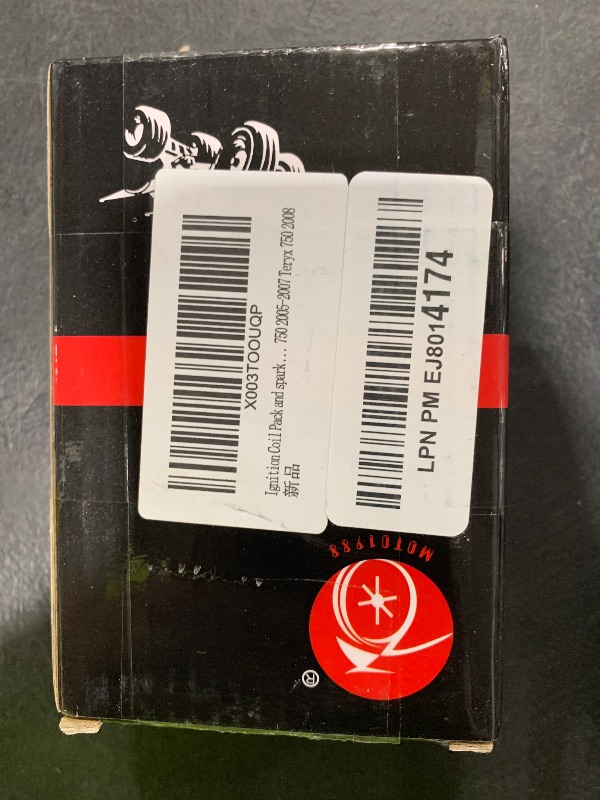 X003TOOUQP
Ignition Coil Pack and spark... 750 2005-2007 Teryx 750 2008
新品
LPN PM EJ8014174
MOTO1988
®